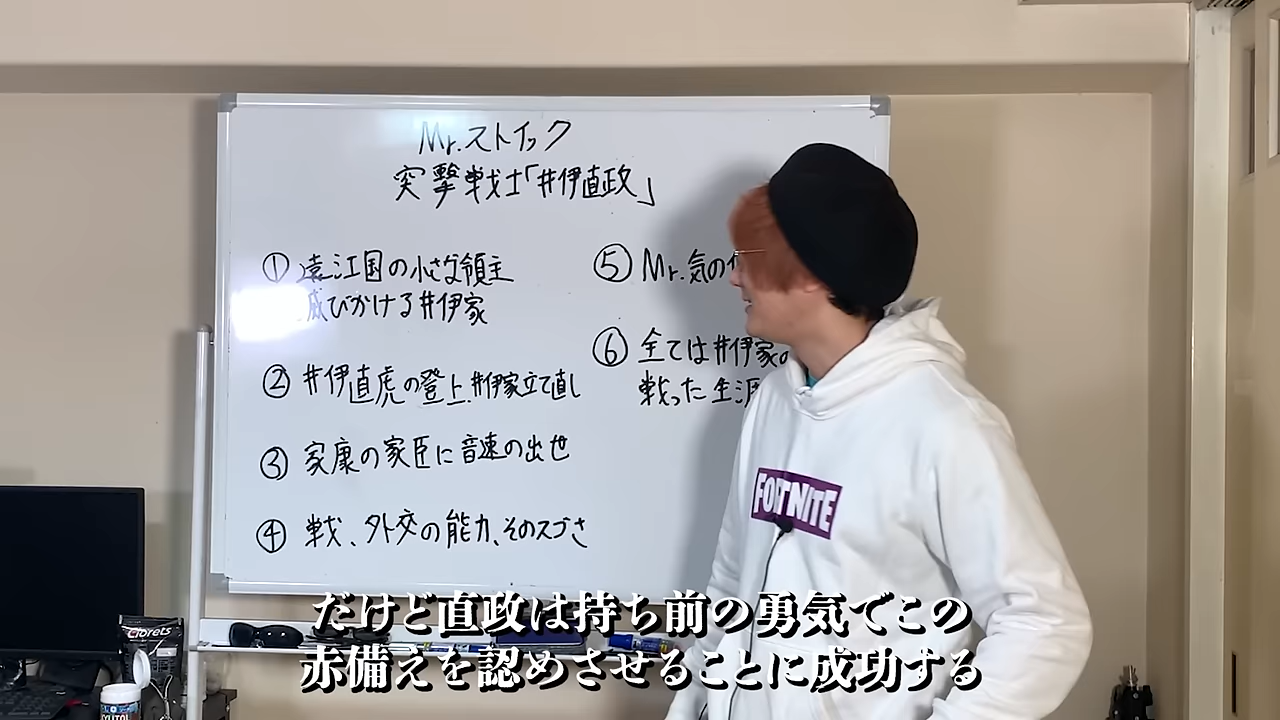 Mr.ストイック
突撃戦士「井伊直政」
① 遠江国の小さな領主
滅びかける井伊家
② 井伊直虎の登上、井伊家立て直し
③ 家康の家臣に音速の出世
④ 戦、外交の能力、そのスゴさ
⑤ Mr.気の
⑥ 全ては井伊家の
戦った生涯
FORTNITE
Clorets
XYLITOL
だけど直政は持ち前の勇気でこの
赤備えを認めさせることに成功する